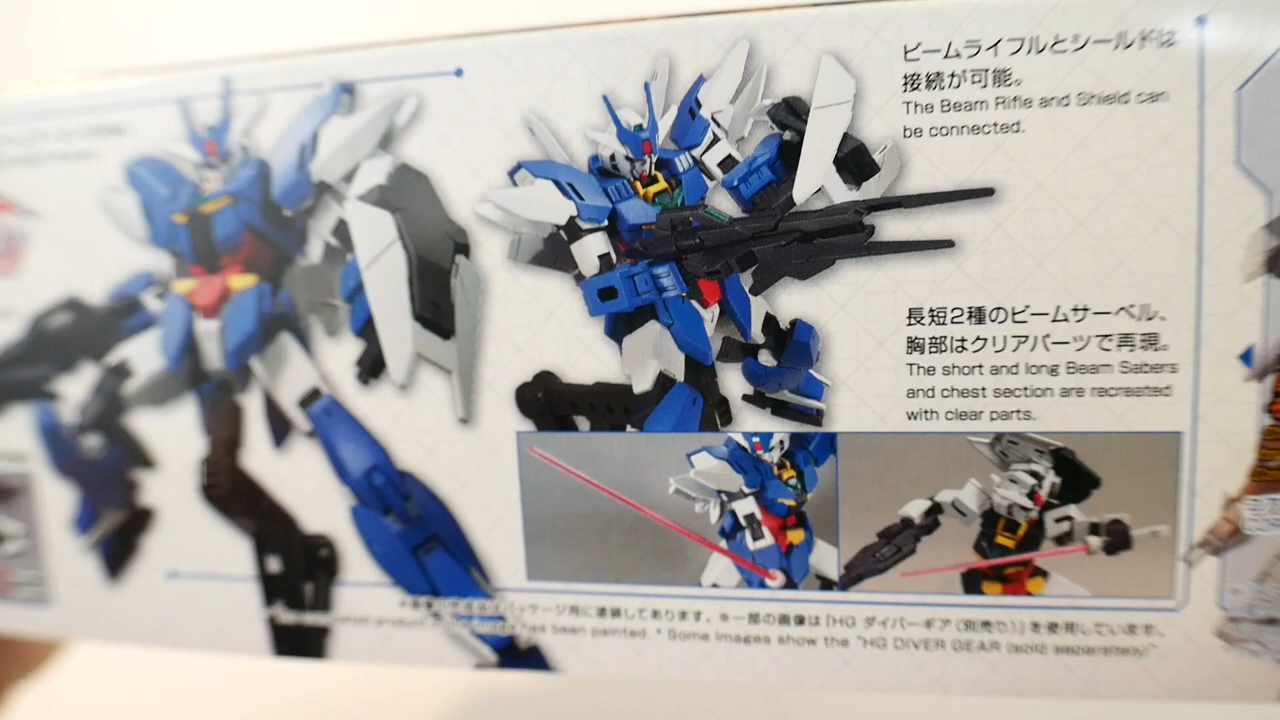 ビームライフルとシールドは
接続が可能。
The Beam Rifle and Shield can
be connected.
長短2種のビームサーベル、
胸部はクリアパーツで再現。
The short and long Beam Sabers
and chest section are recreated
with clear parts.
パッケージ用に塗装してあります。※一部の画像は「HG ダイバーギア(別売り)」を使用しています。
has been painted. * Some images show the "HG DIVER GEAR (sold separately)".